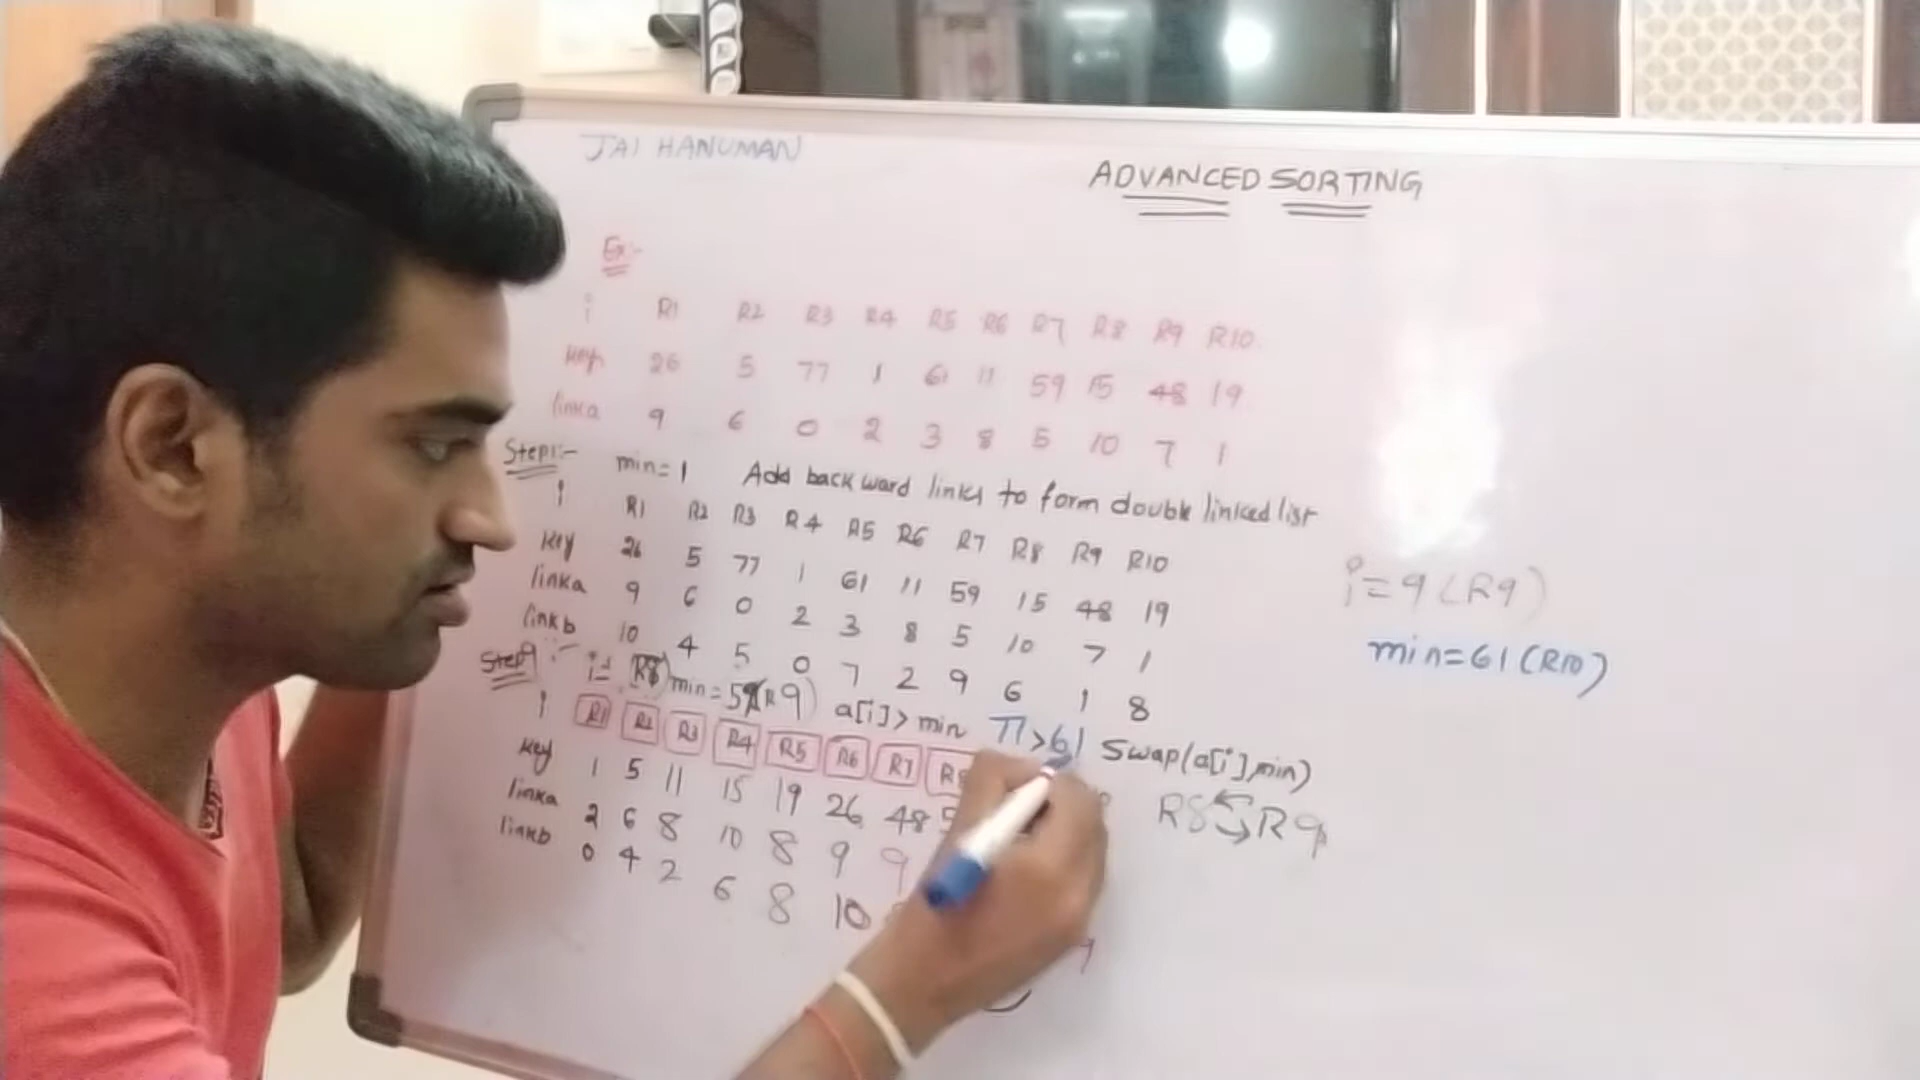 JAI HANUMAN
ADVANCED SORTING
Ex:-
i R1 R2 R3 R4 R5 R6 R7 R8 R9 R10
key 26 5 77 1 61 11 59 15 48 19
linka 9 6 0 2 3 8 5 10 7 1
Step1:- min=1 Add backward links to form double linked list
i R1 R2 R3 R4 R5 R6 R7 R8 R9 R10
key 26 5 77 1 61 11 59 15 48 19
linka 9 6 0 2 3 8 5 10 7 1
linkb 10 4 5 0 7 2 9 6 1 8
i=9(R9)
min=61(R10)
Step9:- i= R8) min=59(R9) a[i]>min 77>61 Swap(a[i],min)
i R1 R2 R3 R4 R5 R6 R7 R8
R8 R9
key 1 5 11 15 19 26 48 5
linka 2 6 8 10 8 9 9
linkb 0 4 2 6 8 10
9